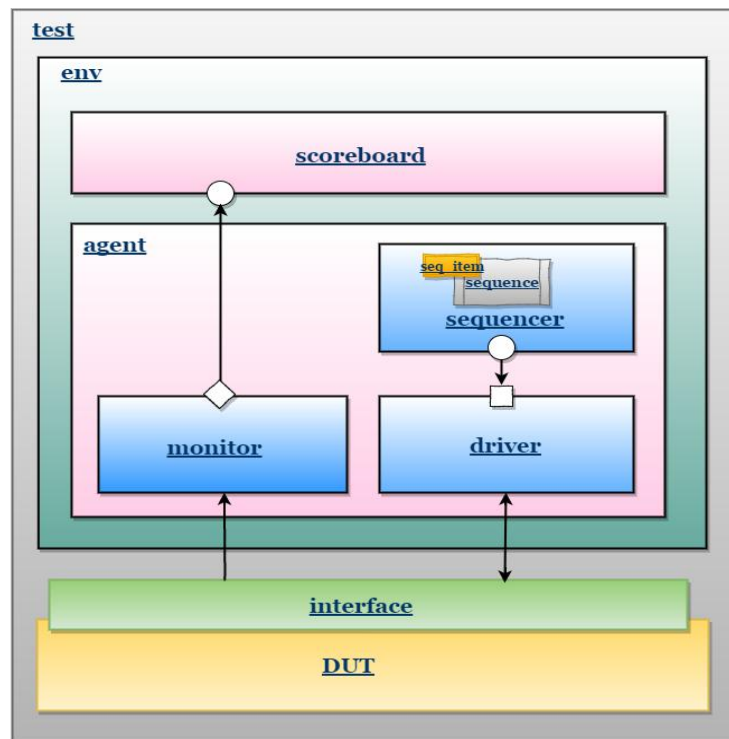 test
env
scoreboard
agent
seq_item
sequence
sequencer
monitor
driver
interface
DUT